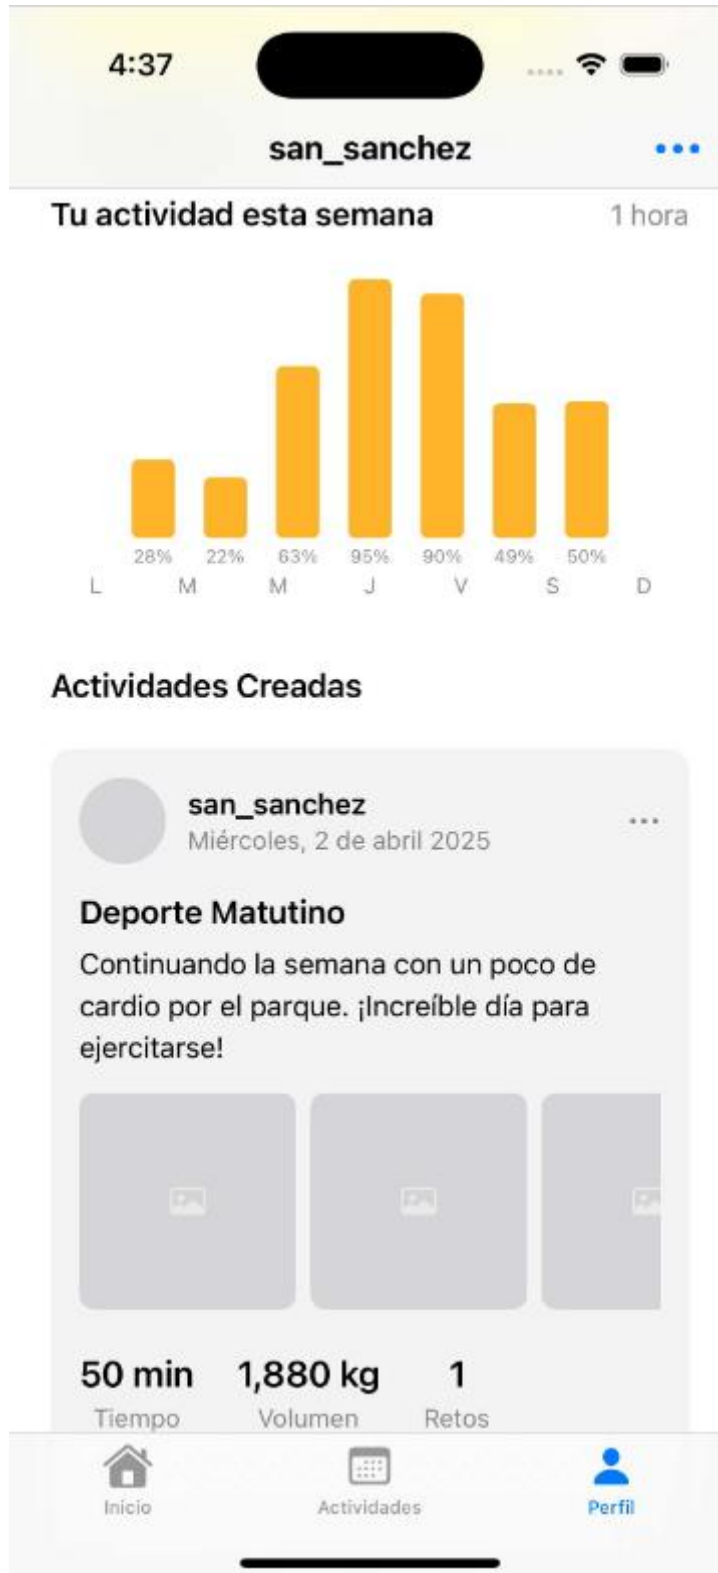 4:37
san_sanchez
Tu actividad esta semana 1 hora
28% 22% 63% 95% 90% 49% 50%
L M M J V S D
Actividades Creadas
san_sanchez
Miércoles, 2 de abril 2025
Deporte Matutino
Continuando la semana con un poco de
cardio por el parque. ¡Increíble día para
ejercitarse!
50 min 1,880 kg 1
Tiempo Volumen Retos
Inicio Actividades Perfil